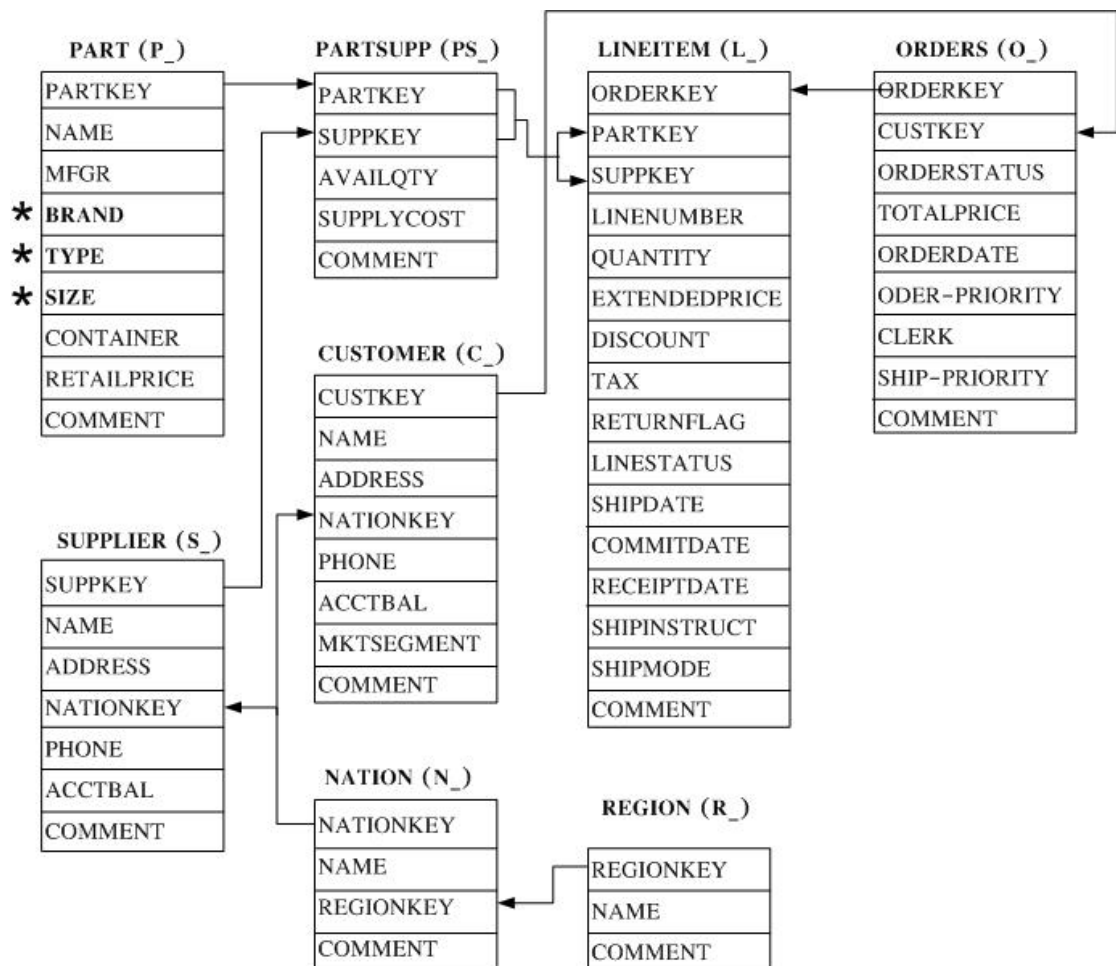 PART (P_)
PARTKEY
NAME
MFGR
* BRAND
* TYPE
* SIZE
CONTAINER
RETAILPRICE
COMMENT
PARTSUPP (PS_)
PARTKEY
SUPPKEY
AVAILQTY
SUPPLYCOST
COMMENT
LINEITEM (L_)
ORDERKEY
PARTKEY
SUPPKEY
LINENUMBER
QUANTITY
EXTENDEDPRICE
DISCOUNT
TAX
RETURNFLAG
LINESTATUS
SHIPDATE
COMMITDATE
RECEIPTDATE
SHIPINSTRUCT
SHIPMODE
COMMENT
ORDERS (O_)
ORDERKEY
CUSTKEY
ORDERSTATUS
TOTALPRICE
ORDERDATE
ODER-PRIORITY
CLERK
SHIP-PRIORITY
COMMENT
CUSTOMER (C_)
CUSTKEY
NAME
ADDRESS
NATIONKEY
PHONE
ACCTBAL
MKTSEGMENT
COMMENT
SUPPLIER (S_)
SUPPKEY
NAME
ADDRESS
NATIONKEY
PHONE
ACCTBAL
COMMENT
NATION (N_)
NATIONKEY
NAME
REGIONKEY
COMMENT
REGION (R_)
REGIONKEY
NAME
COMMENT